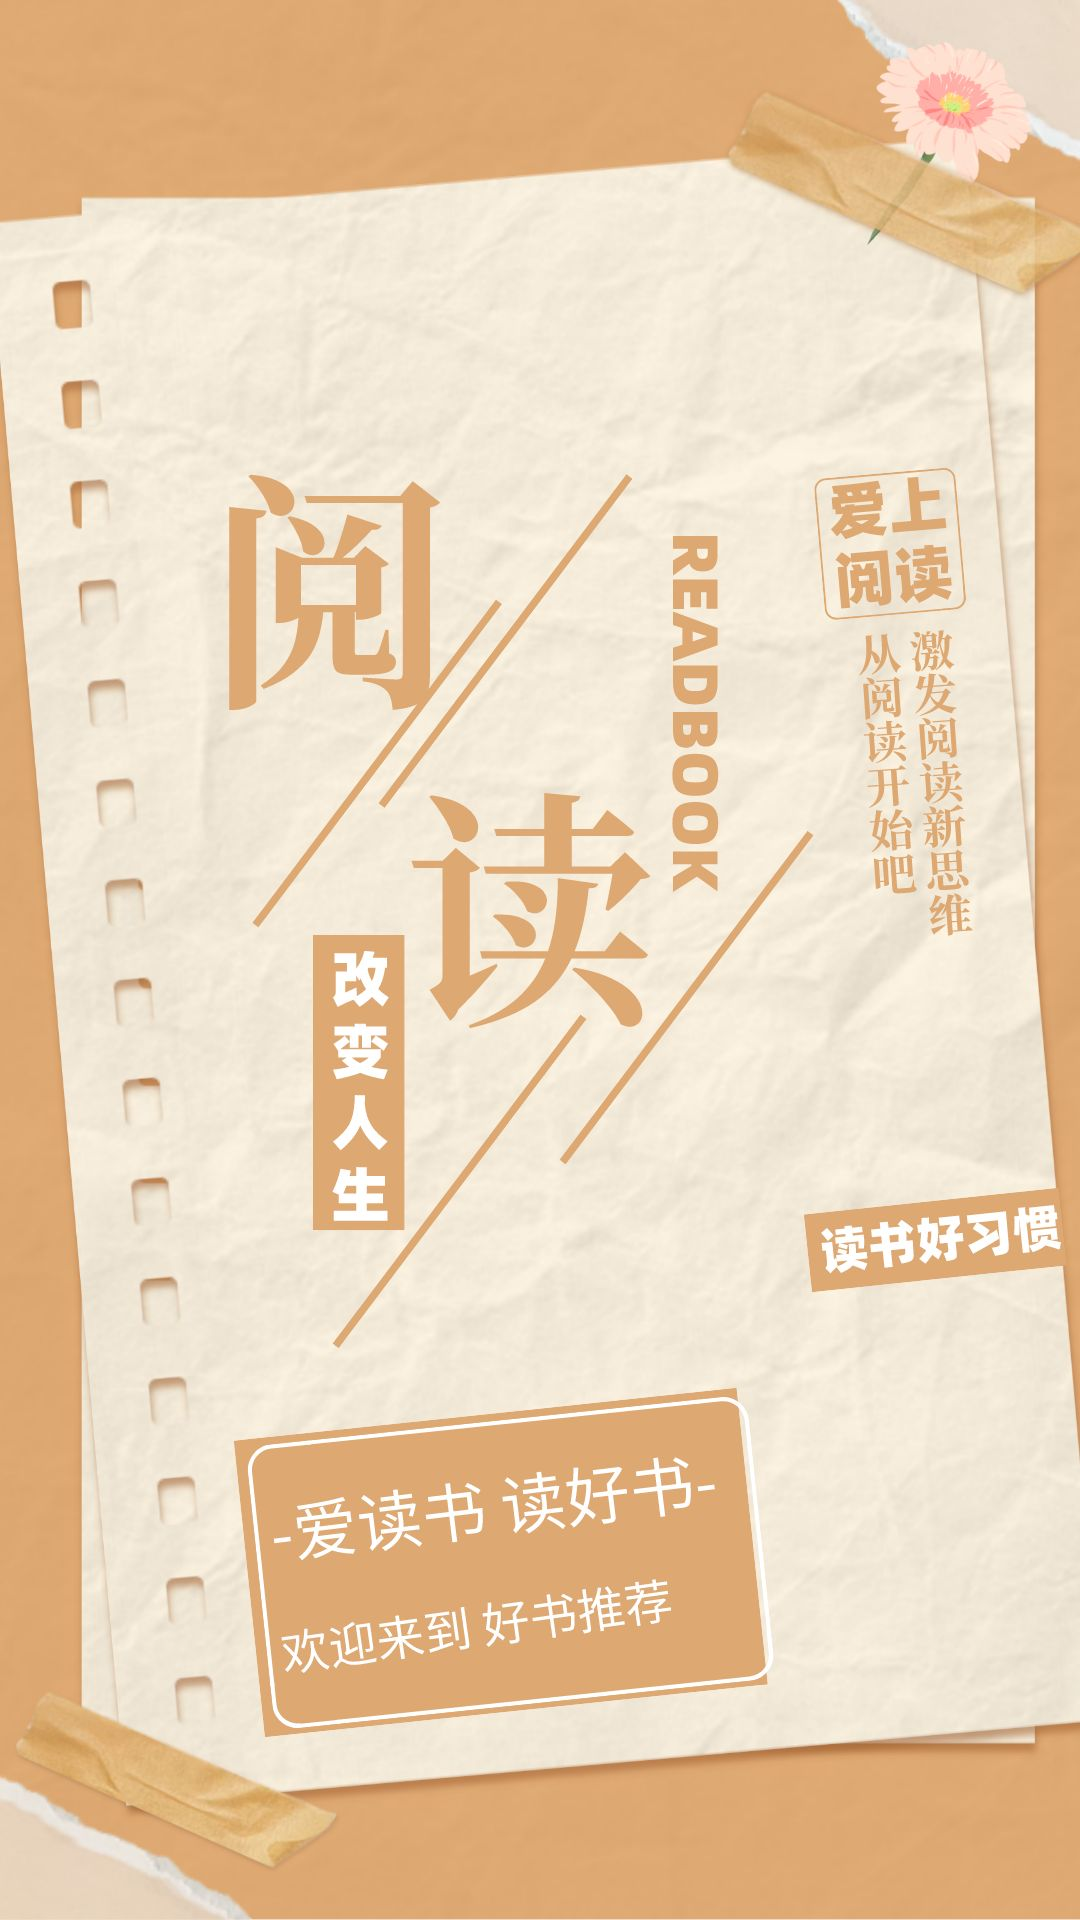 阅
读
READ BOOK
爱上
阅读
激发阅读新思维
从阅读开始吧
改变人生
读书好习惯
-爱读书 读好书-
欢迎来到 好书推荐